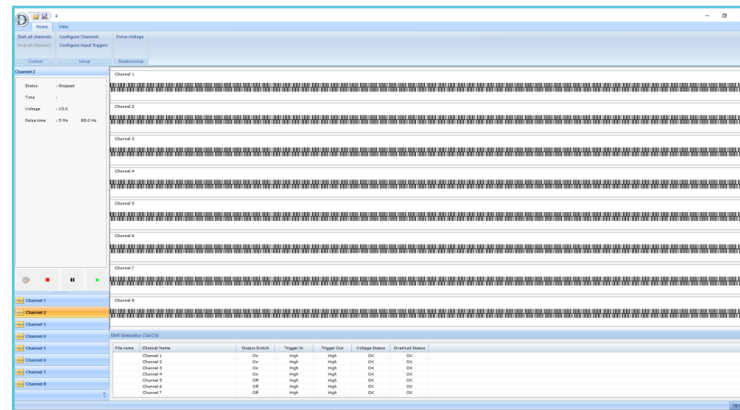 D
Home View
Start all channels Configure Channels Force-Voltage
Stop all channels Configure Input Triggers
Control Setup Relationship
Channel 2
Status : Stopped
Time :
Voltage : 10.0
Pulse time : 5 Ms 80.0 Ms
Channel 1
Channel 2
Channel 3
Channel 4
Channel 5
Channel 6
Channel 7
Channel 8
Channel 1
Channel 2
Channel 3
Channel 4
Channel 5
Channel 6
Channel 7
Channel 8
File name Channel Name Output Switch Trigger In Trigger Out Voltage Status Overload Status
Channel 1 On High High OK OK
Channel 2 On High High OK OK
Channel 3 On High High OK OK
Channel 4 On High High OK OK
Channel 5 Off High High OK OK
Channel 6 Off High High OK OK
Channel 7 Off High High OK OK